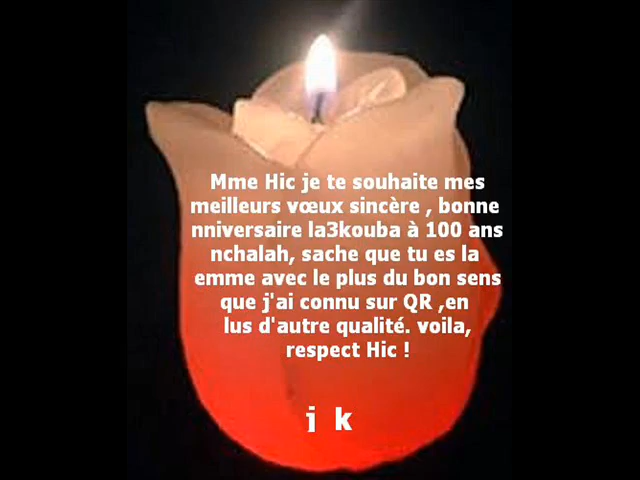 Mme Hic je te souhaite mes
meilleurs vœux sincère , bonne
nniversaire la3kouba à 100 ans
nchalah, sache que tu es la
emme avec le plus du bon sens
que j'ai connu sur QR ,en
lus d'autre qualité. voila,
respect Hic !
j k